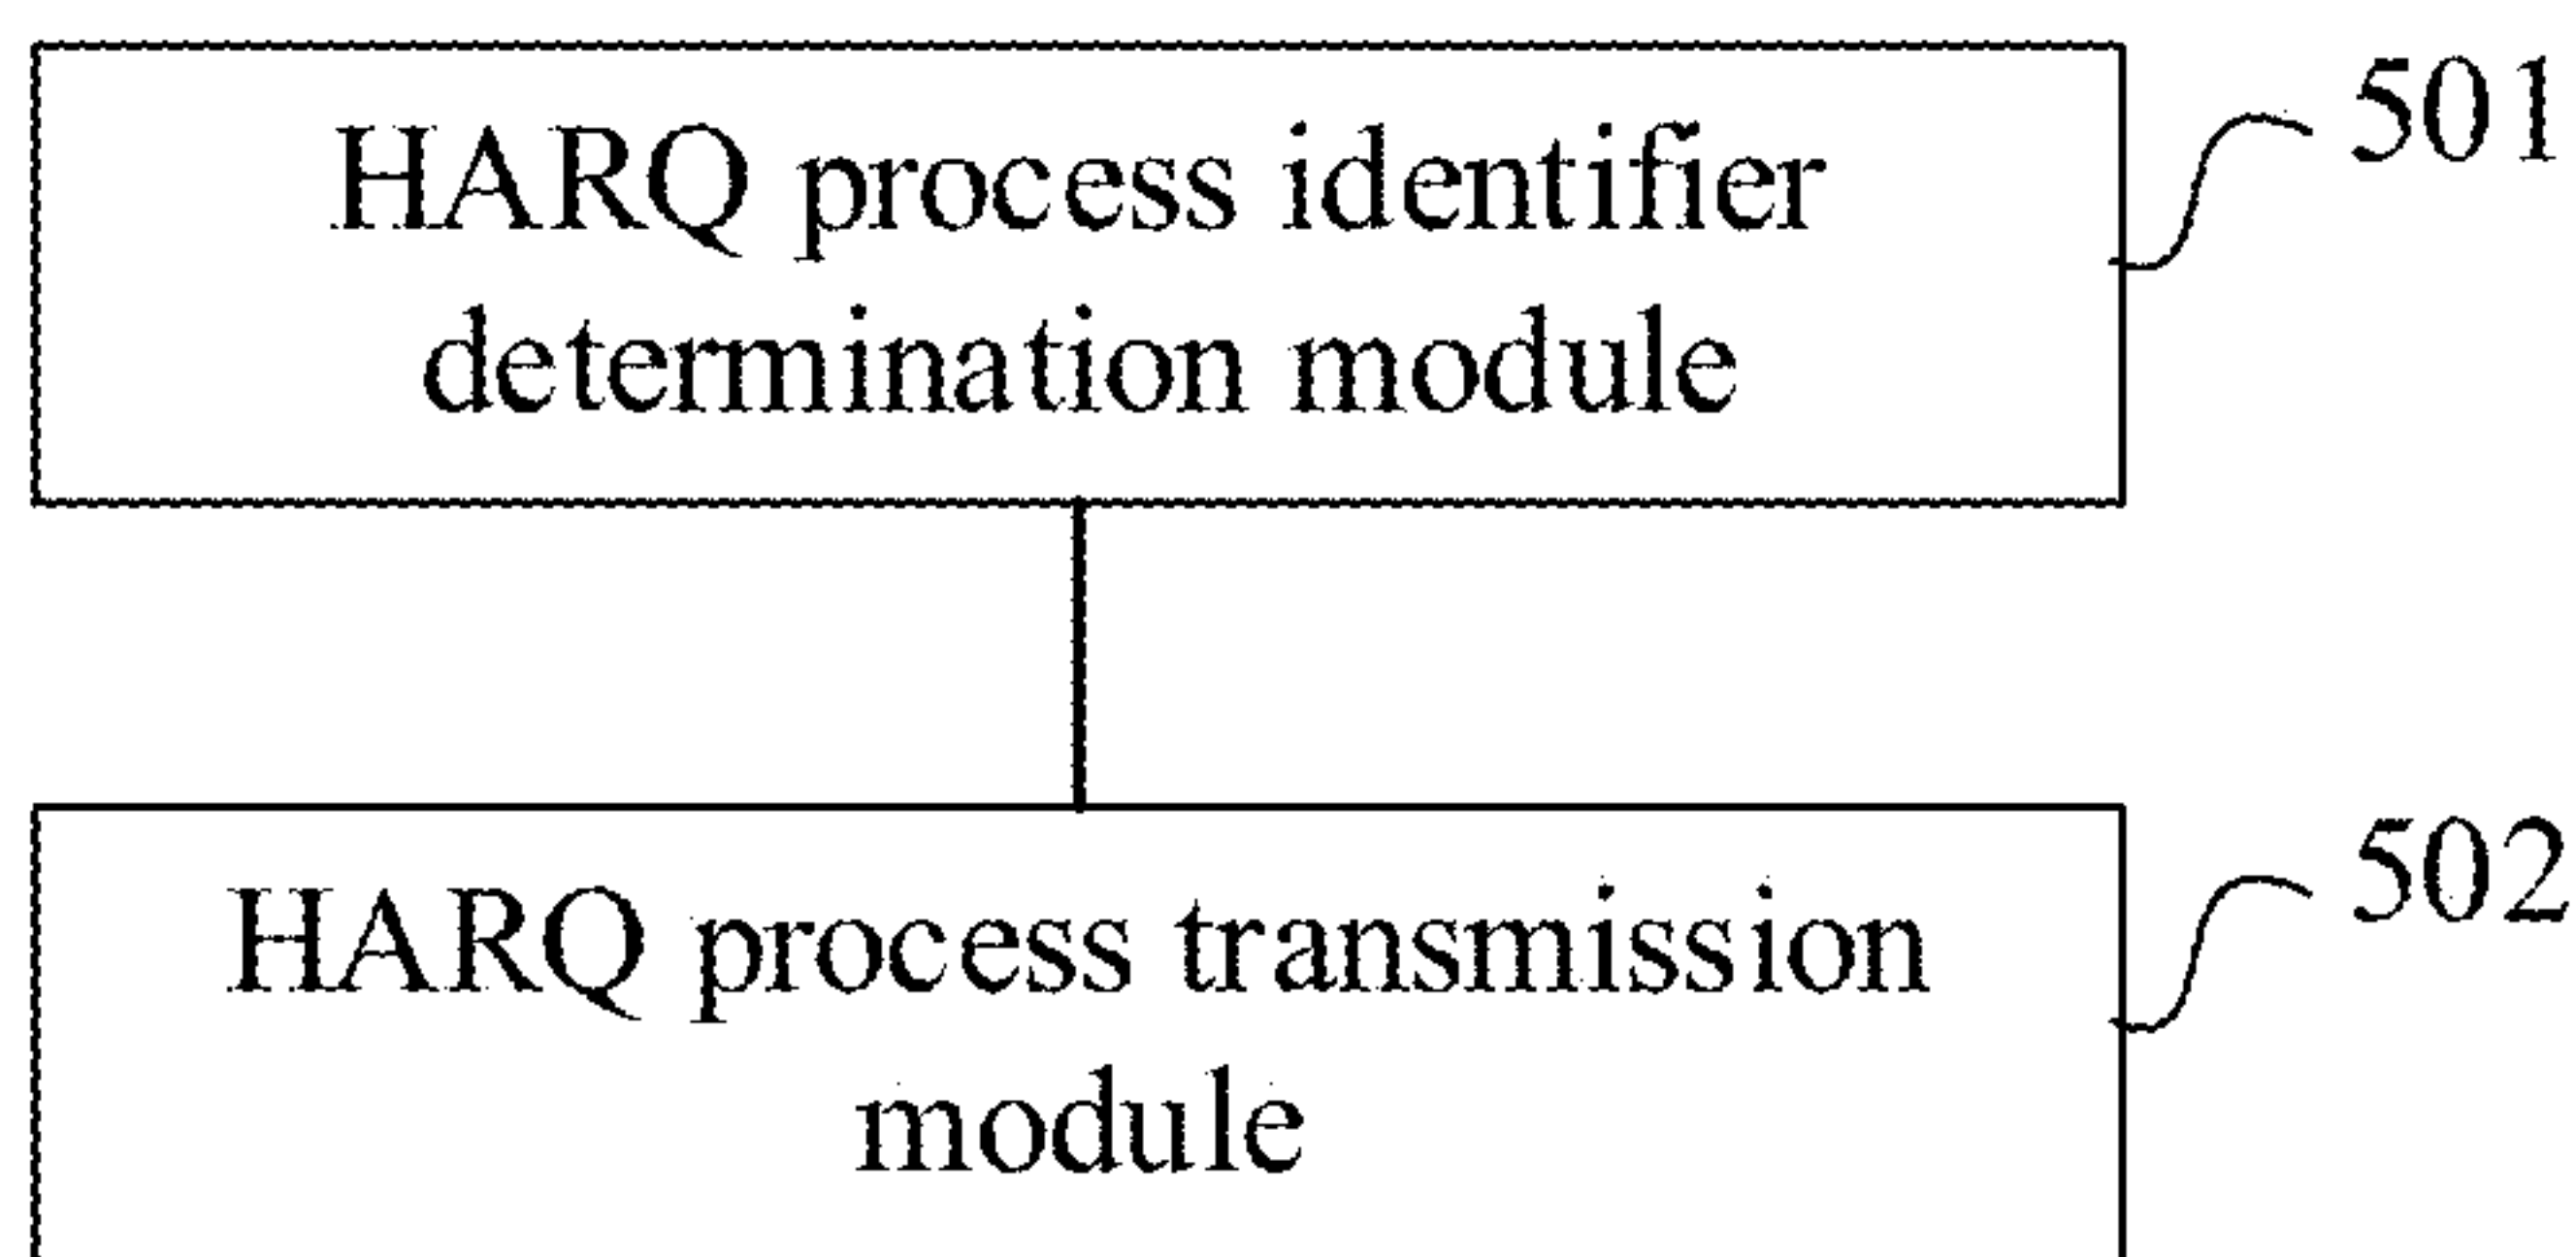 HARQ process identifier
determination module
501
HARQ process transmission
module
502